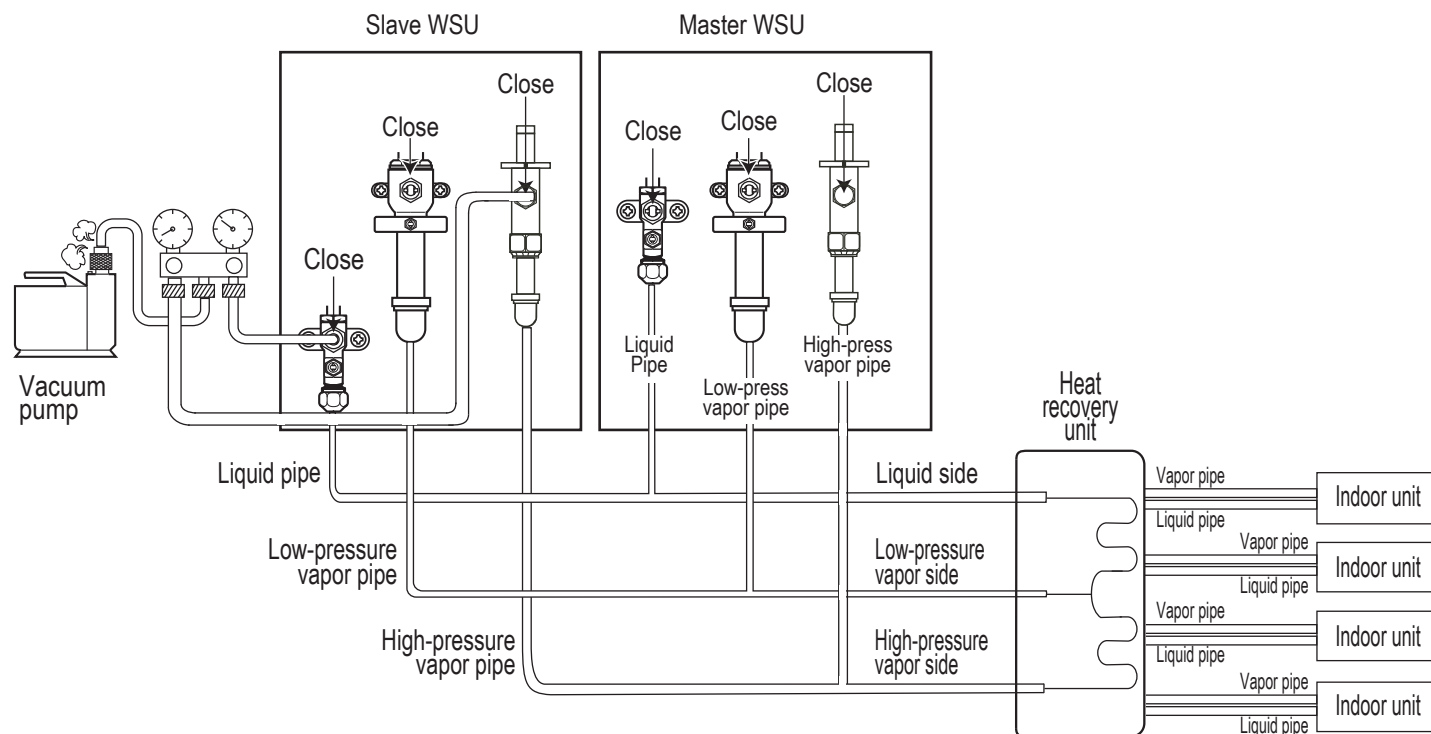 Slave WSU
Master WSU
Close
Close
Close
Close
Close
Close
Vacuum
pump
Liquid
Pipe
Low-press
vapor pipe
High-press
vapor pipe
Heat
recovery
unit
Liquid pipe
Liquid side
Low-pressure
vapor pipe
Low-pressure
vapor side
High-pressure
vapor pipe
High-pressure
vapor side
Vapor pipe
Liquid pipe
Indoor unit
Vapor pipe
Liquid pipe
Indoor unit
Vapor pipe
Liquid pipe
Indoor unit
Vapor pipe
Liquid pipe
Indoor unit